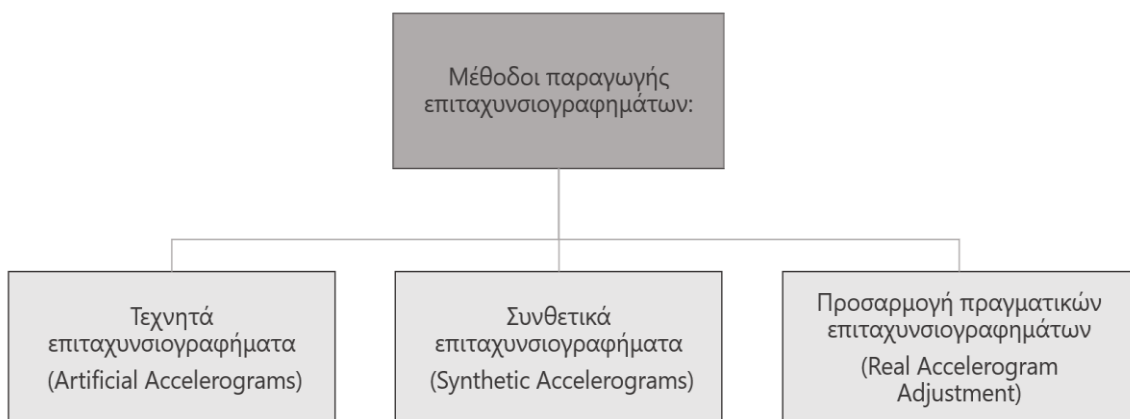 Μέθοδοι παραγωγής
επιταχυνσιογραφημάτων:
Τεχνητά
επιταχυνσιογραφήματα
(Artificial Accelerograms)
Συνθετικά
επιταχυνσιογραφήματα
(Synthetic Accelerograms)
Προσαρμογή πραγματικών
επιταχυνσιογραφημάτων
(Real Accelerogram
Adjustment)